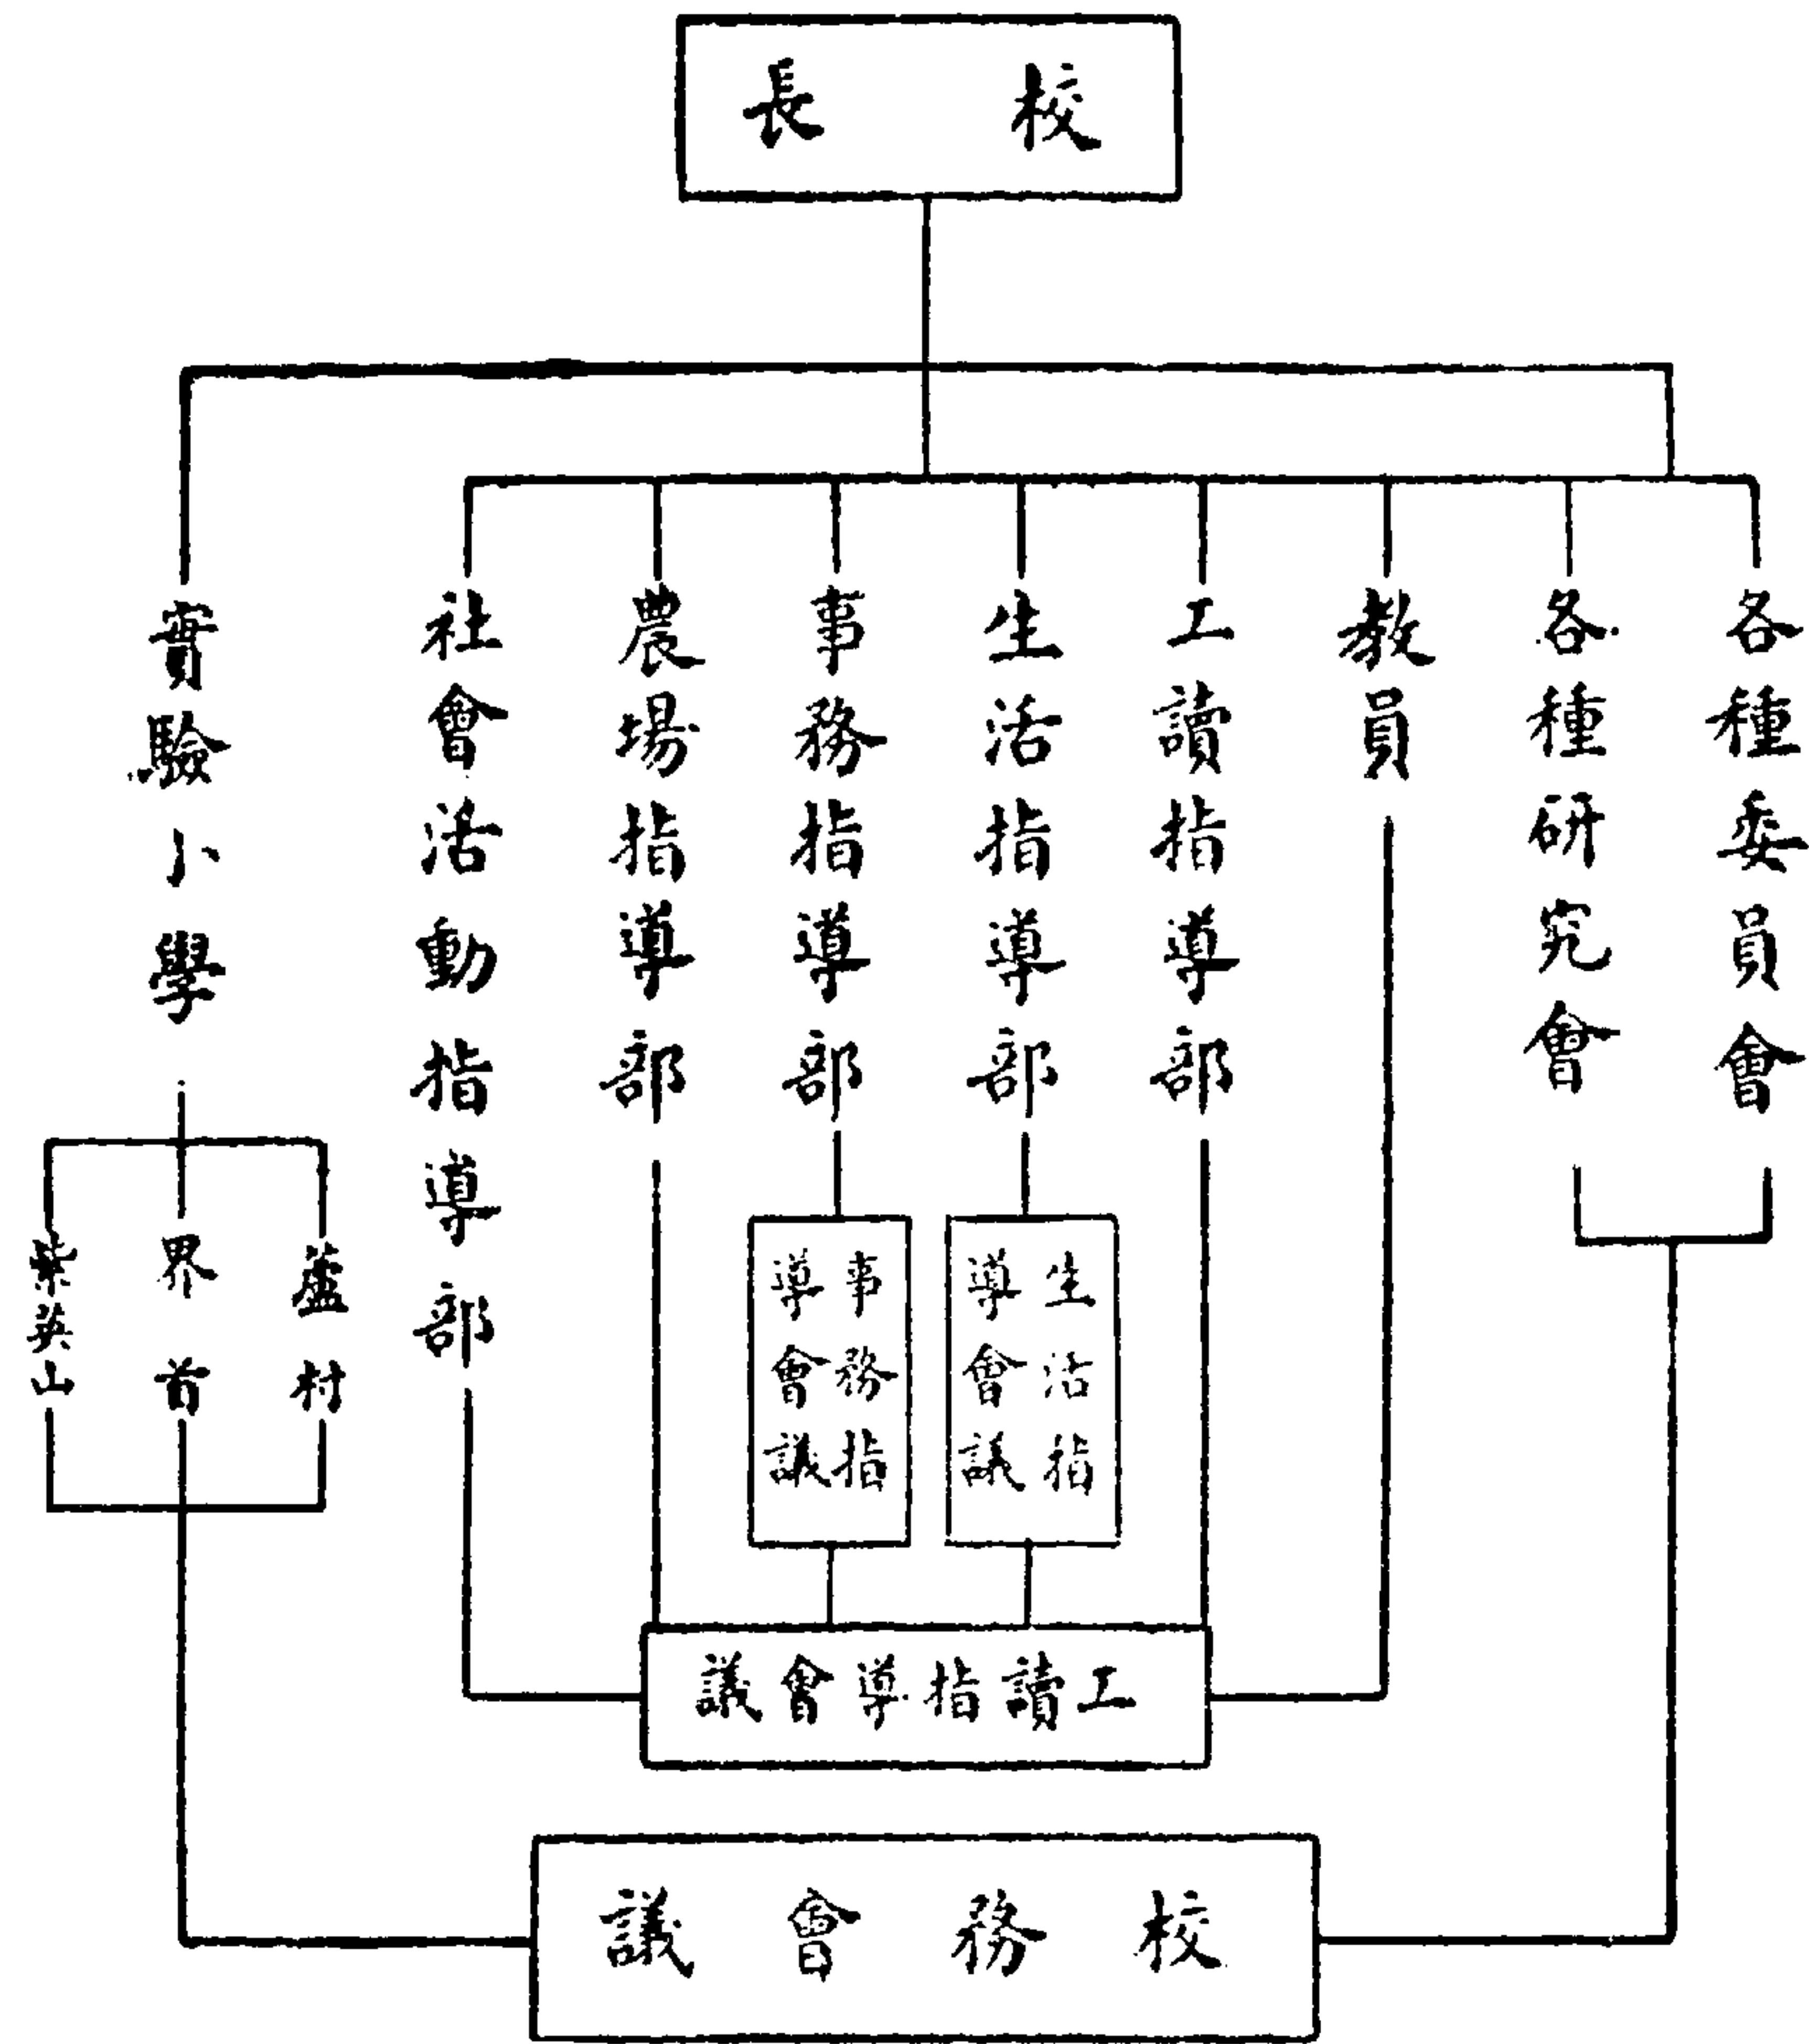 校長
各種委員會
各種研究會
教員
工讀指導部
生活指導部
事務指導部
農場指導部
社會活動指導部
實驗小學
蘆村
界首
紫英山
生活指
導會議
事務指
導會議
工讀指導會議
校務會議